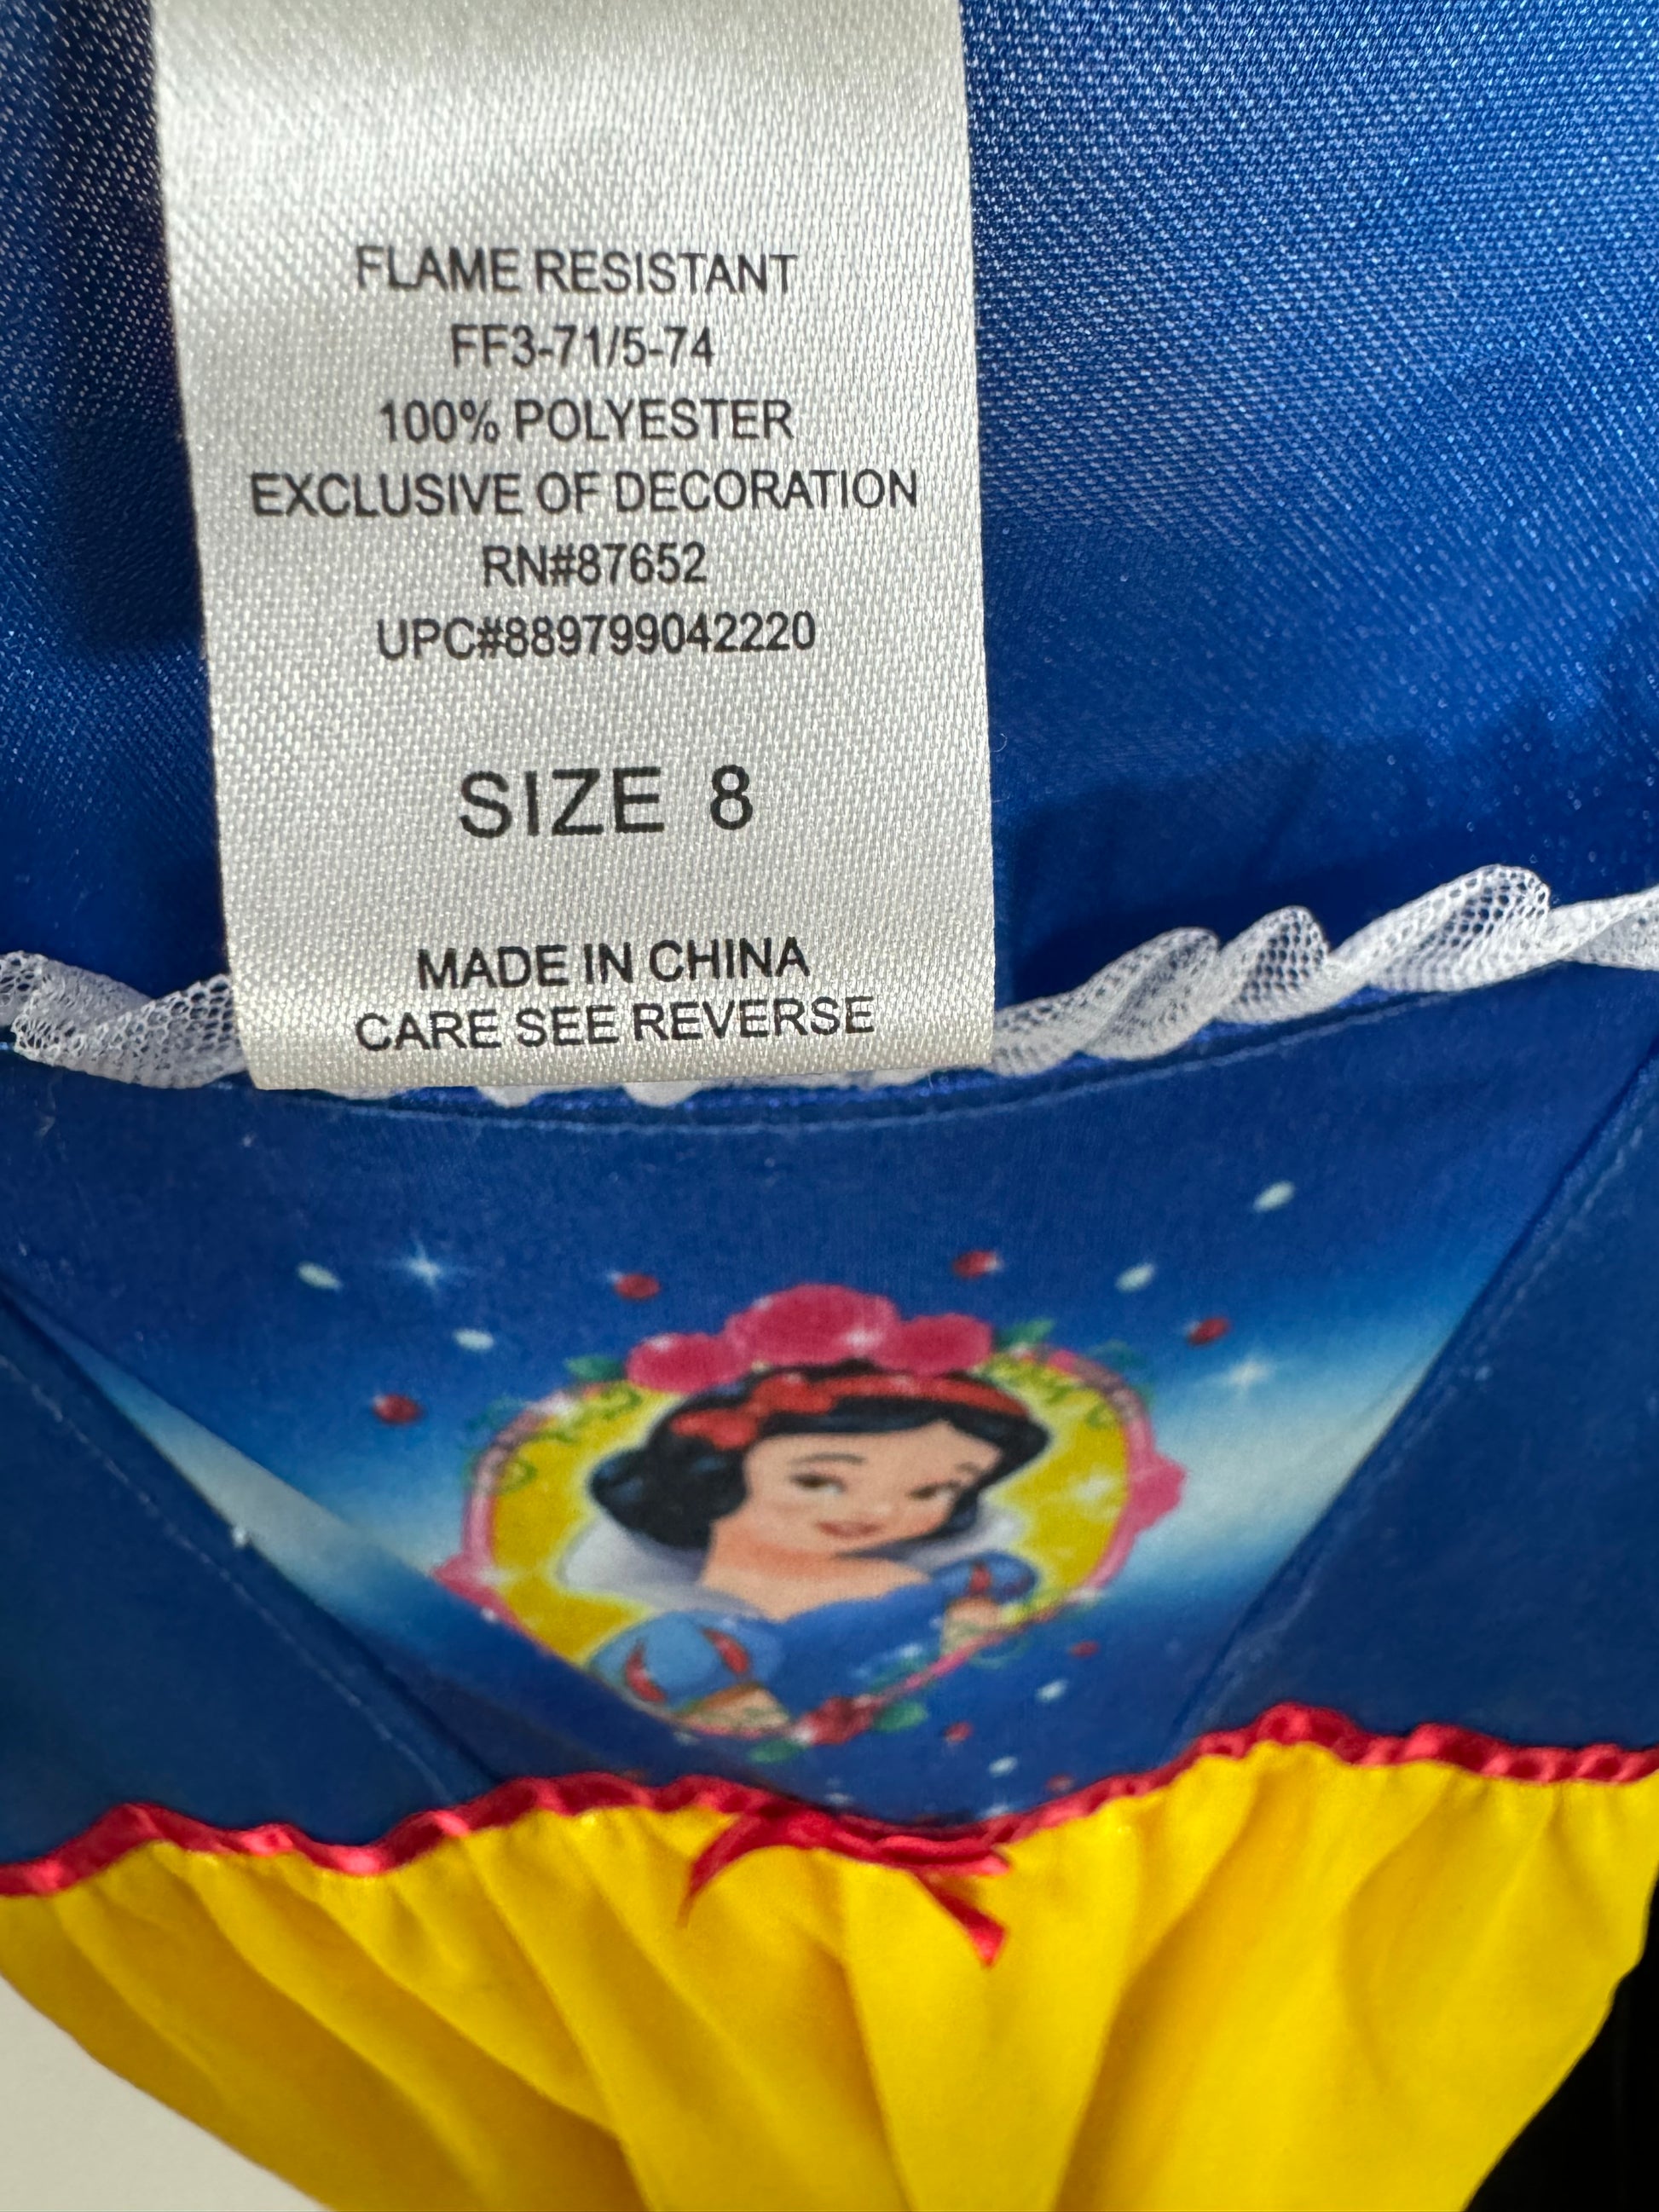 FLAME RESISTANT
FF3-71/5-74
100% POLYESTER
EXCLUSIVE OF DECORATION
RN#87652
UPC#889799042220
SIZE 8
MADE IN CHINA
CARE SEE REVERSE